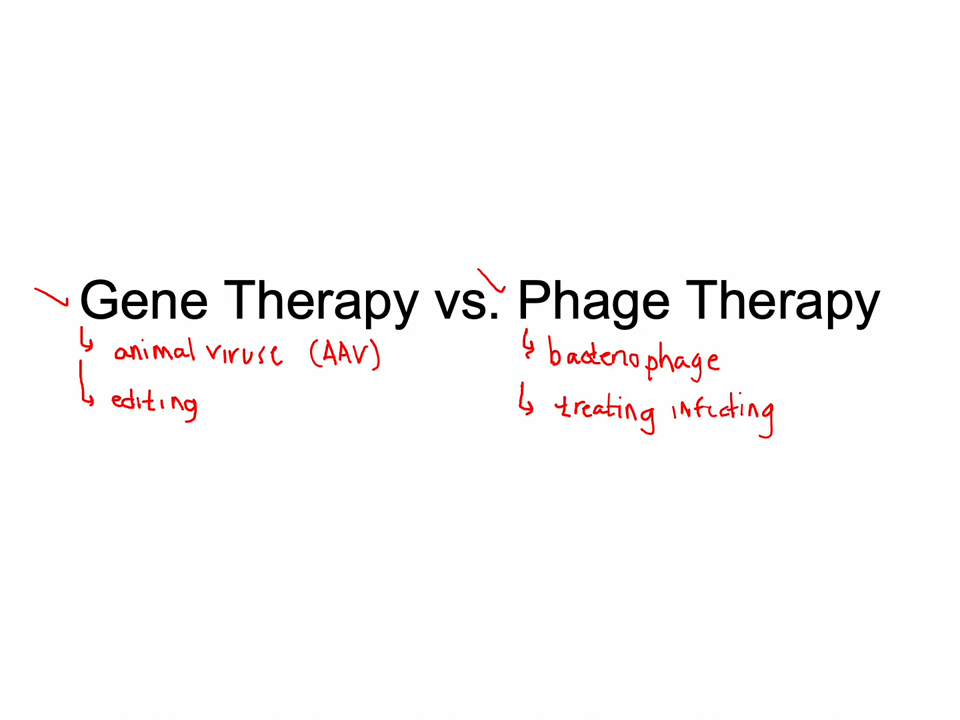 Gene Therapy vs. Phage Therapy
animal viruse (AAV)
bacteriophage
editing
treating infecting